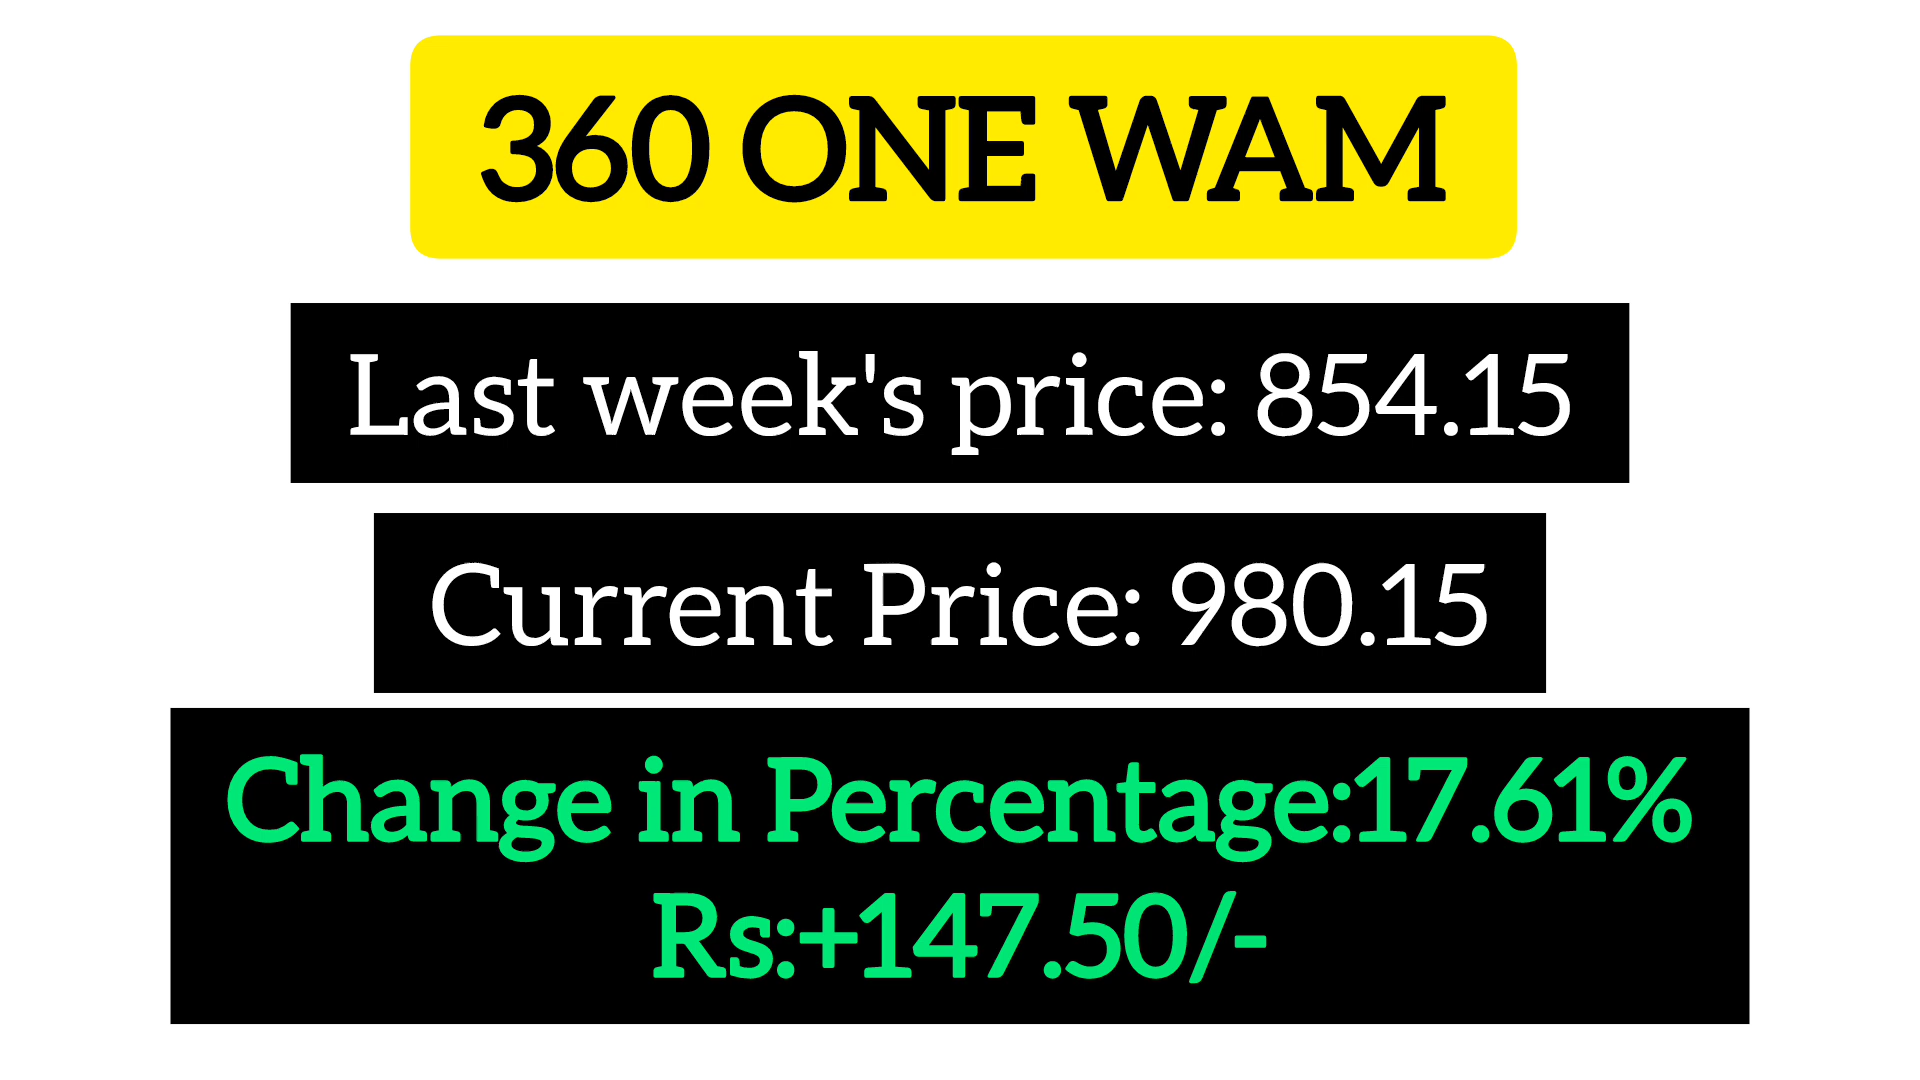 360 ONE WAM
Last week's price: 854.15
Current Price: 980.15
Change in Percentage:17.61%
Rs:+147.50/-